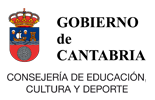 GOBIERNO
de
CANTABRIA
CONSEJERÍA DE EDUCACIÓN,
CULTURA Y DEPORTE